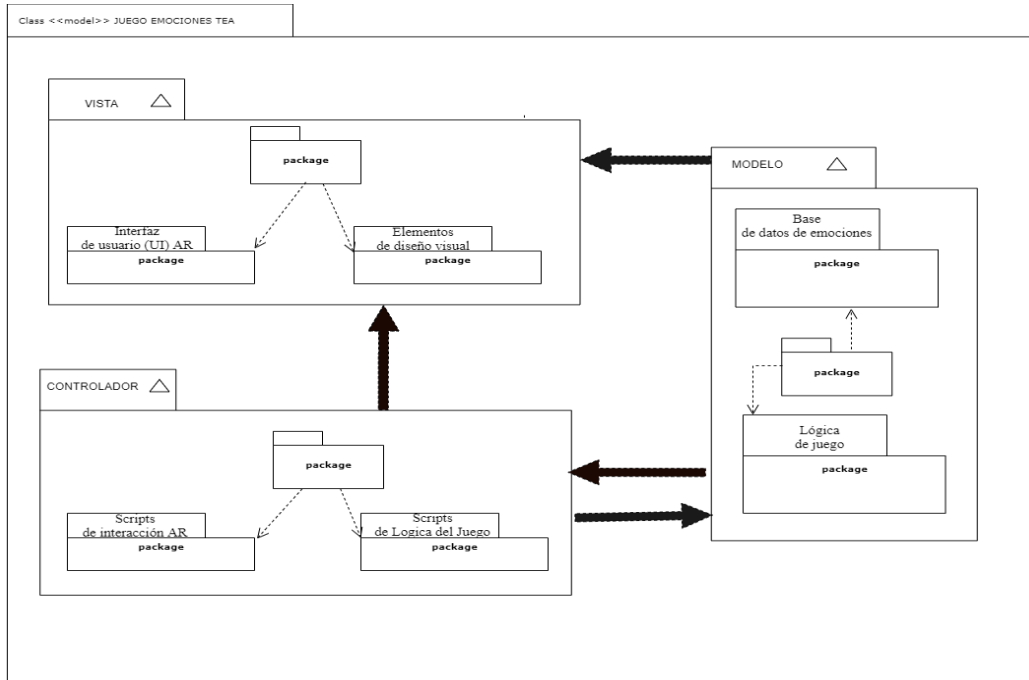 Class <<model>> JUEGO EMOCIONES TEA
VISTA
package
Interfaz
de usuario (UI) AR
package
Elementos
de diseño visual
package
MODELO
Base
de datos de emociones
package
package
Lógica
de juego
package
CONTROLADOR
package
Scripts
de interacción AR
package
Scripts
de Logica del Juego
package